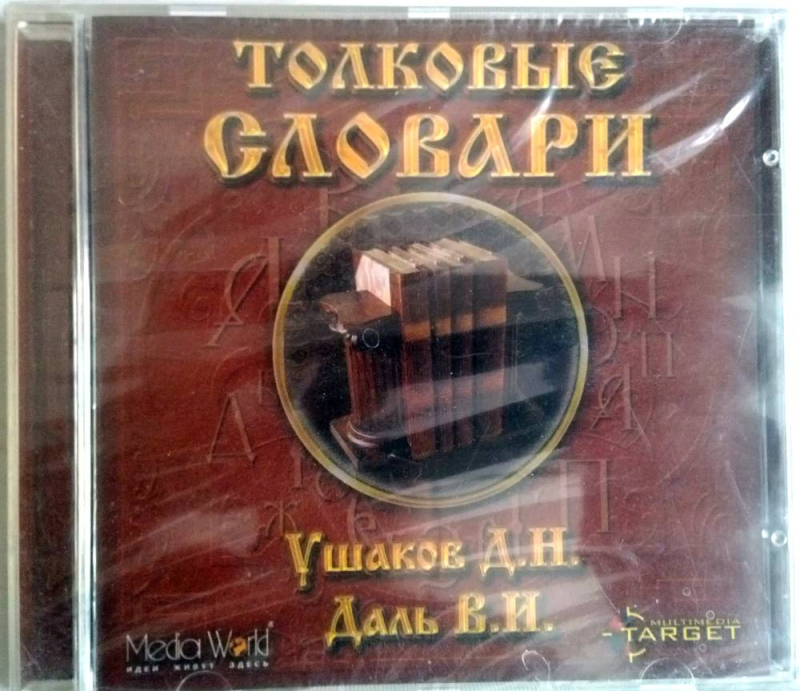 ТОЛКОВЫЕ
СЛОВАРИ
Ушаков Д.Н.
Даль В.И.
Media World
ИДЕИ ЖИВУТ ЗДЕСЬ
MULTIMEDIA
TARGET